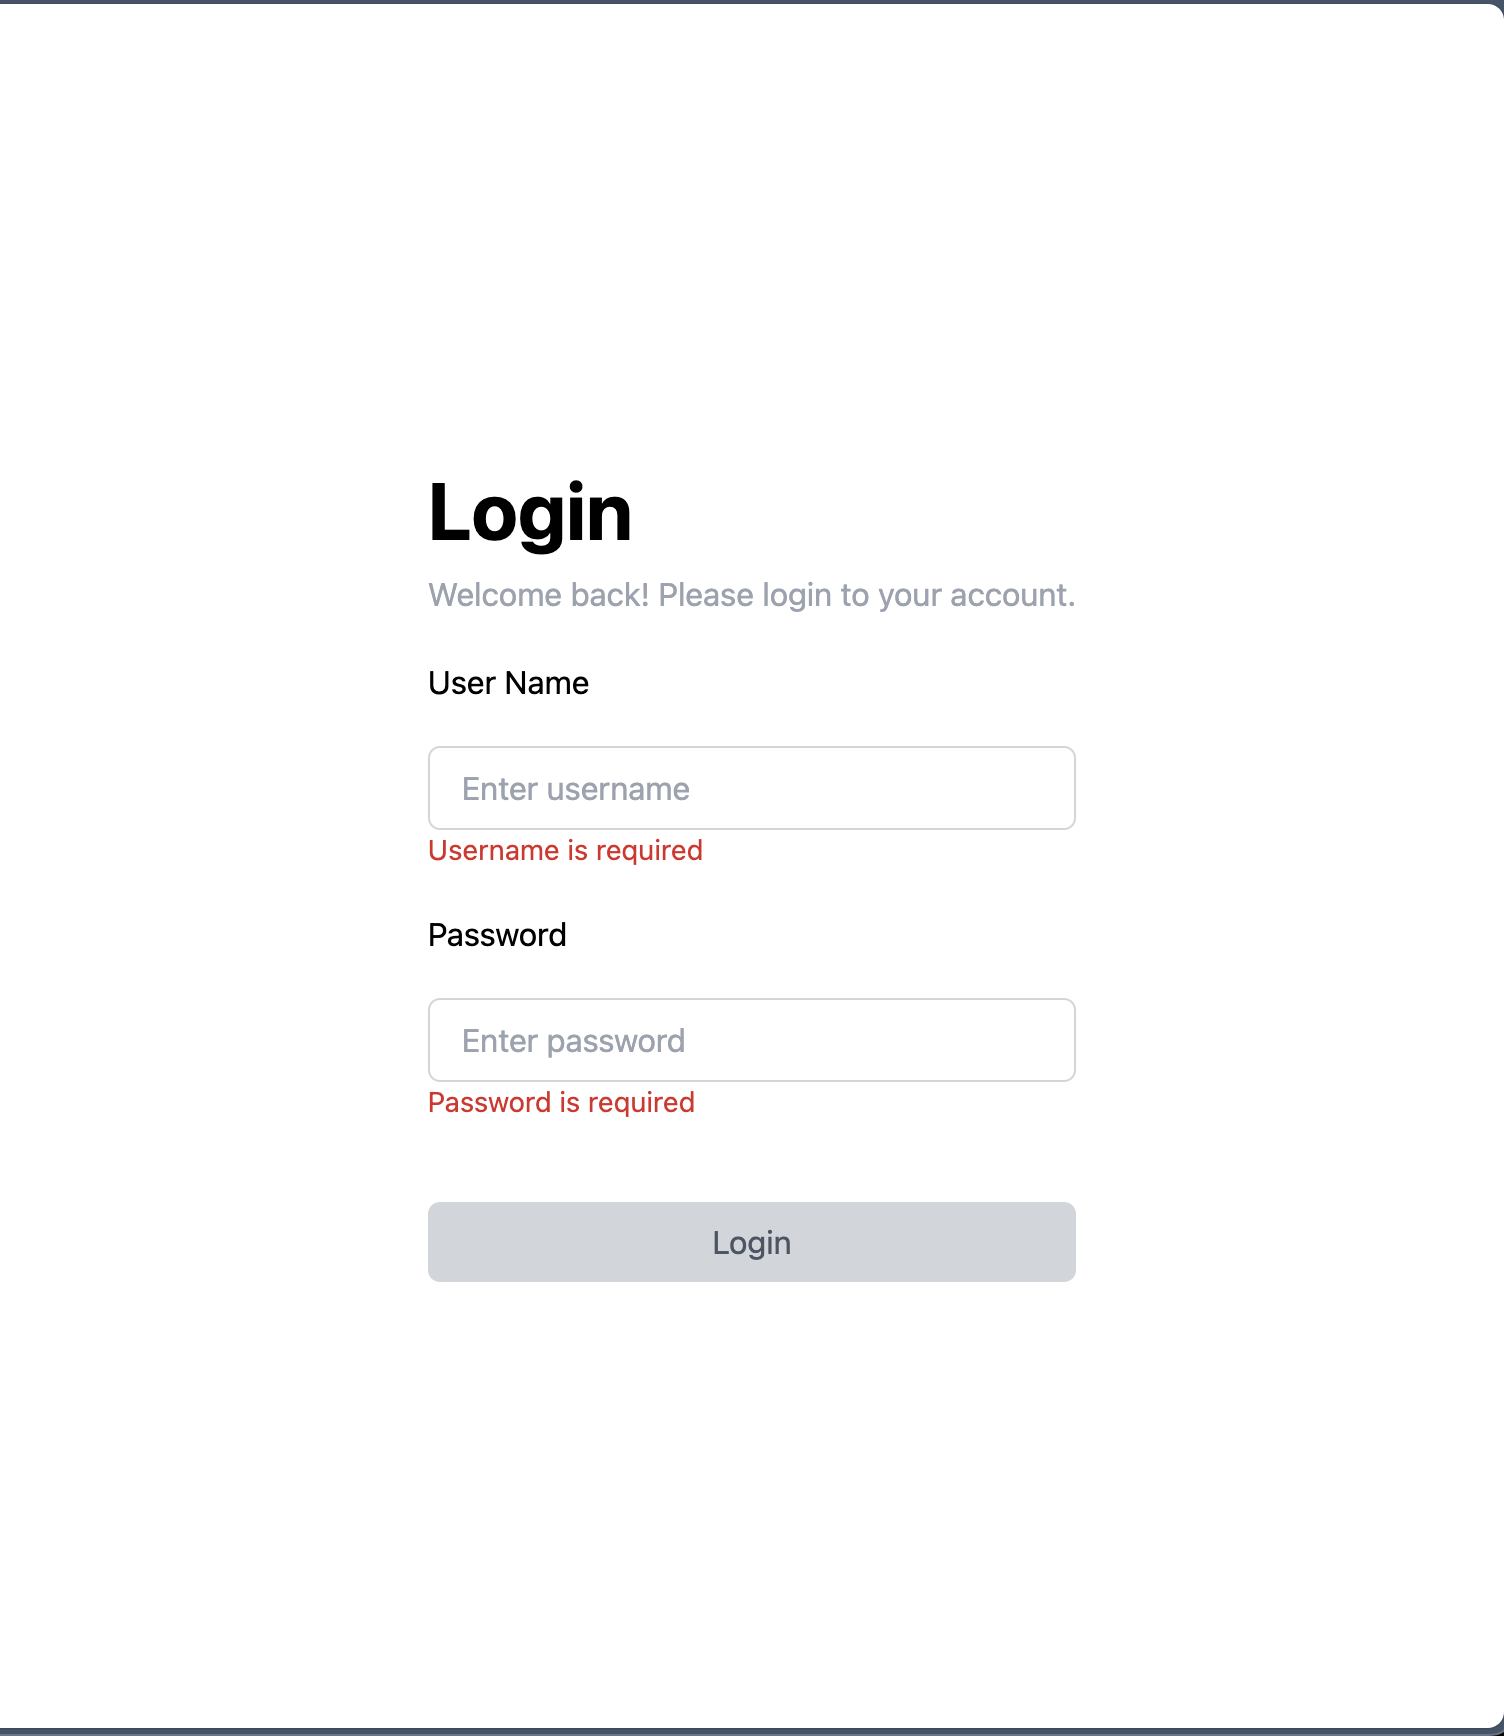 Login
Welcome back! Please login to your account.
User Name
Enter username
Username is required
Password
Enter password
Password is required
Login